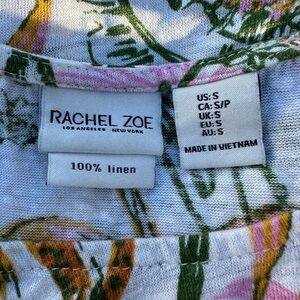 RACHEL ZOE
LOS ANGELES NEW YORK
100% linen
US: S
CA: S/P
UK: S
EU: S
AU: S
MADE IN VIETNAM